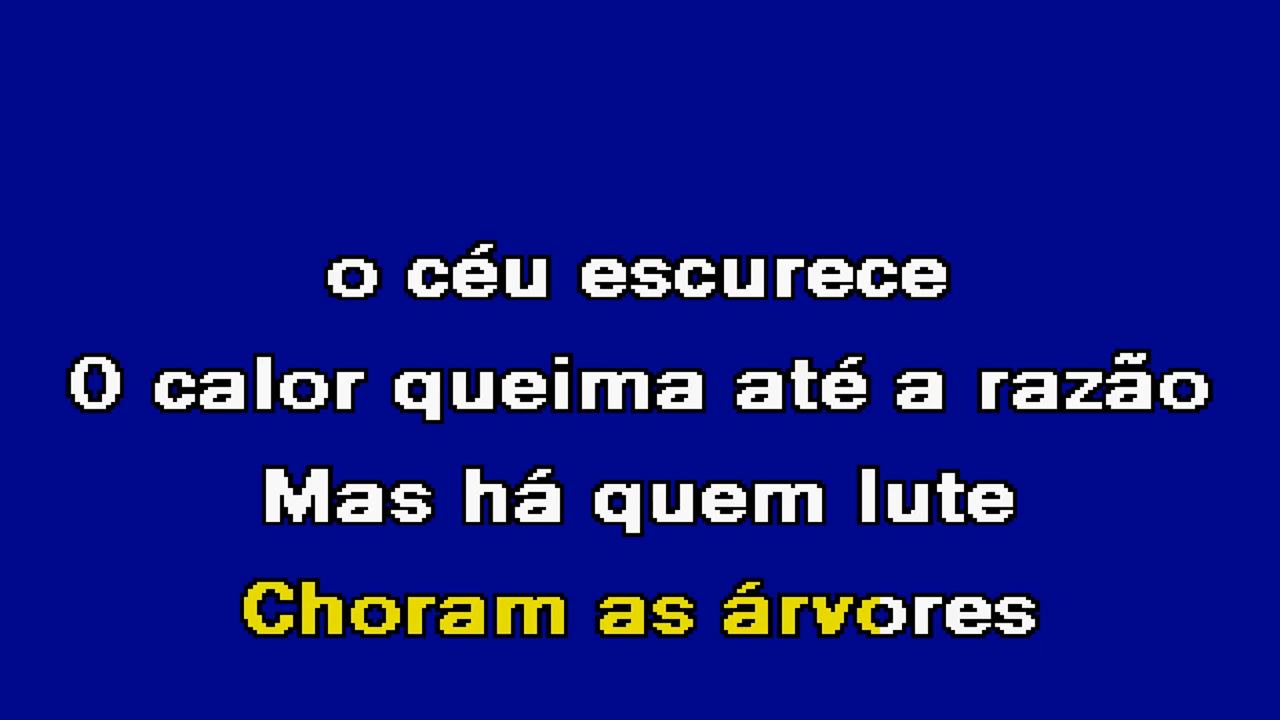 o céu escurece
O calor queima até a razão
Mas há quem lute
Choram as árvores